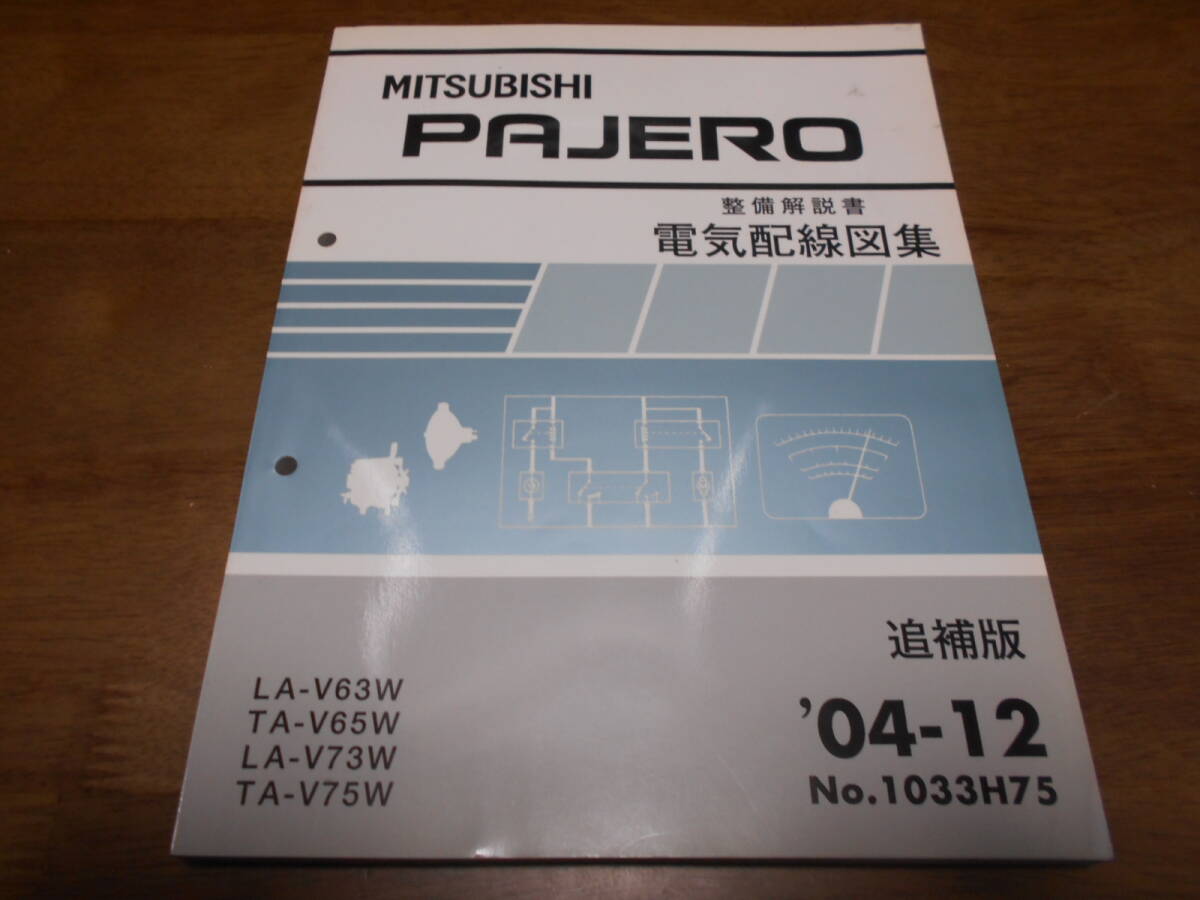 MITSUBISHI
PAJERO
整備解説書
電気配線図集
追補版
LA-V63W
TA-V65W
LA-V73W
TA-V75W
'04-12
No.1033H75